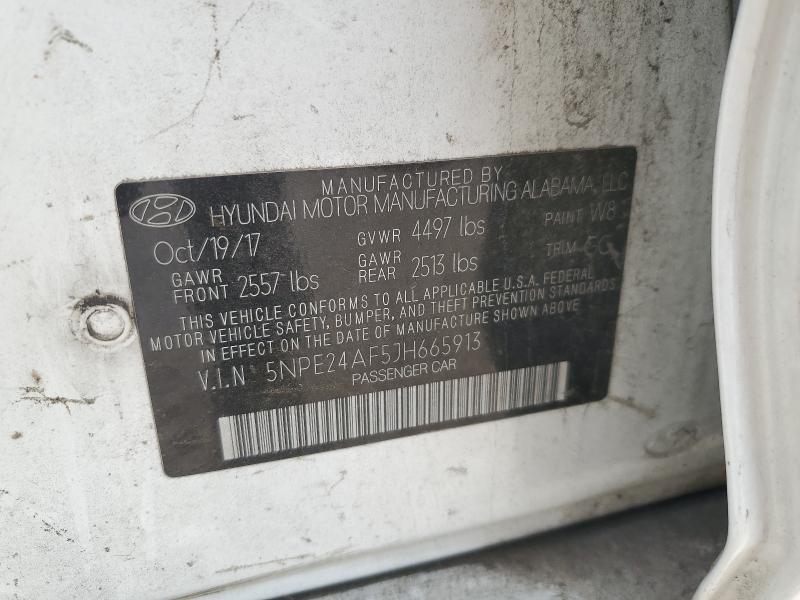 MANUFACTURED BY
HYUNDAI MOTOR MANUFACTURING ALABAMA, LLC
Oct/19/17 GVWR 4497 lbs PAINT W8
GAWR FRONT 2557 lbs GAWR REAR 2513 lbs TRIM
THIS VEHICLE CONFORMS TO ALL APPLICABLE U.S.A. FEDERAL
MOTOR VEHICLE SAFETY, BUMPER, AND THEFT PREVENTION STANDARDS
IN EFFECT ON THE DATE OF MANUFACTURE SHOWN ABOVE
V.I.N 5NPE24AF5JH665913
PASSENGER CAR